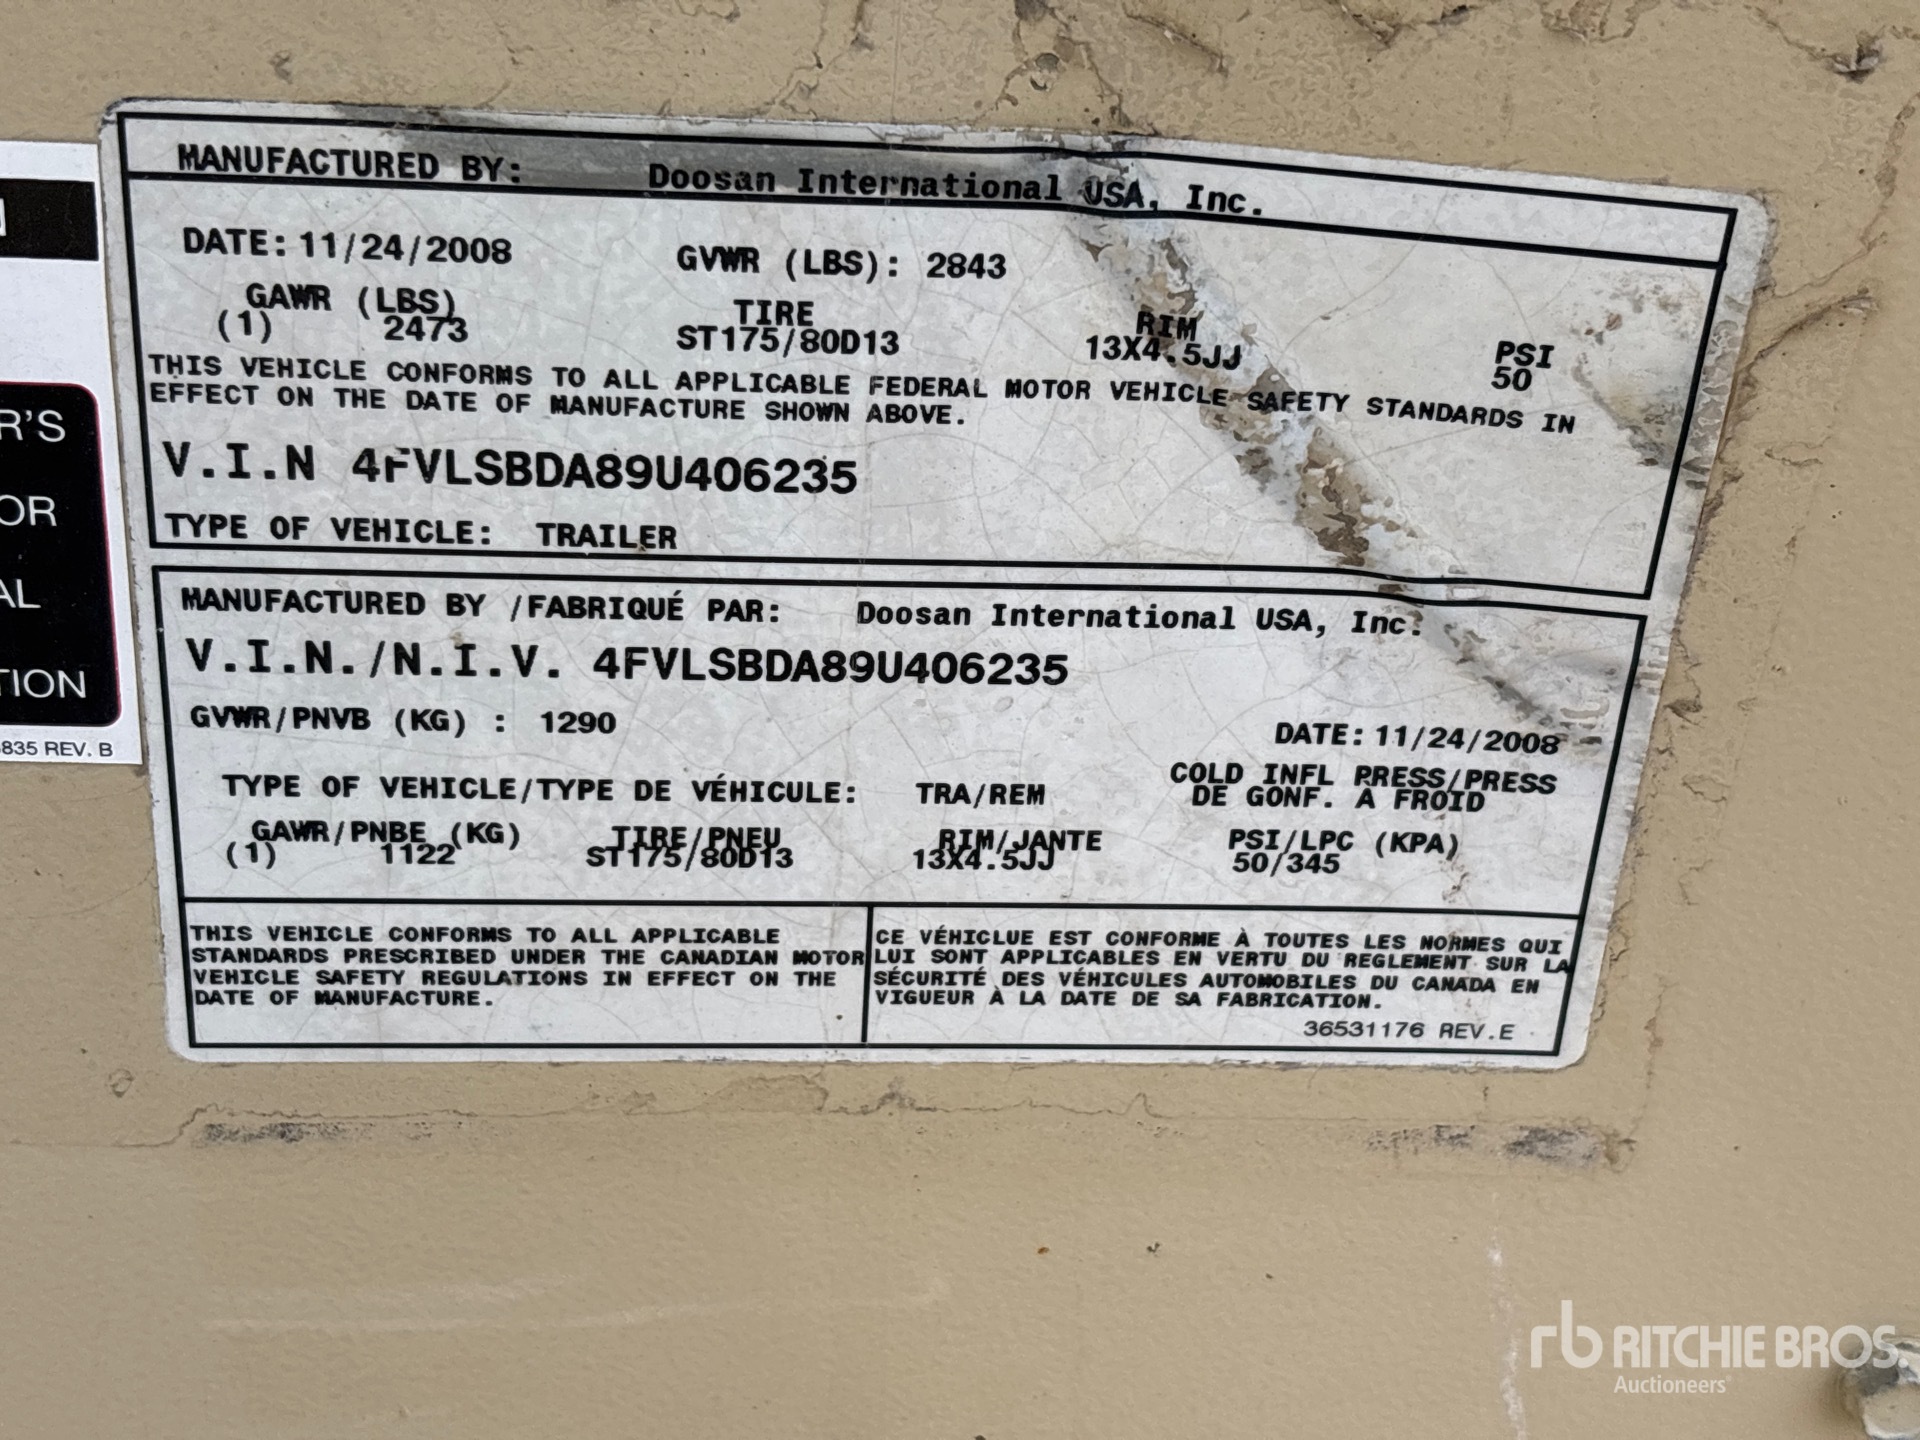 MANUFACTURED BY: Doosan International USA, Inc.
DATE: 11/24/2008 GVWR (LBS): 2843
GAWR (LBS) TIRE RIM PSI
(1) 2473 ST175/80D13 13X4.5JJ 50
THIS VEHICLE CONFORMS TO ALL APPLICABLE FEDERAL MOTOR VEHICLE SAFETY STANDARDS IN
EFFECT ON THE DATE OF MANUFACTURE SHOWN ABOVE.
V.I.N 4FVLSBDA89U406235
TYPE OF VEHICLE: TRAILER
MANUFACTURED BY /FABRIQUÉ PAR: Doosan International USA, Inc.
V.I.N./N.I.V. 4FVLSBDA89U406235
GVWR/PNVB (KG) : 1290
DATE: 11/24/2008
TYPE OF VEHICLE/TYPE DE VÉHICULE: TRA/REM
COLD INFL PRESS/PRESS
DE GONF. A FROID
GAWR/PNBE (KG) TIRE/PNEU RIM/JANTE PSI/LPC (KPA)
(1) 1122 ST175/80D13 13X4.5JJ 50/345
THIS VEHICLE CONFORMS TO ALL APPLICABLE
STANDARDS PRESCRIBED UNDER THE CANADIAN MOTOR
VEHICLE SAFETY REGULATIONS IN EFFECT ON THE
DATE OF MANUFACTURE.
CE VÉHICLUE EST CONFORME À TOUTES LES NORMES QUI
LUI SONT APPLICABLES EN VERTU DU REGLEMENT SUR LA
SÉCURITÉ DES VÉHICULES AUTOMOBILES DU CANADA EN
VIGUEUR À LA DATE DE SA FABRICATION.
36531176 REV.E
R'S
OR
AL
TION
835 REV. B
rb RITCHIE BROS.
Auctioneers